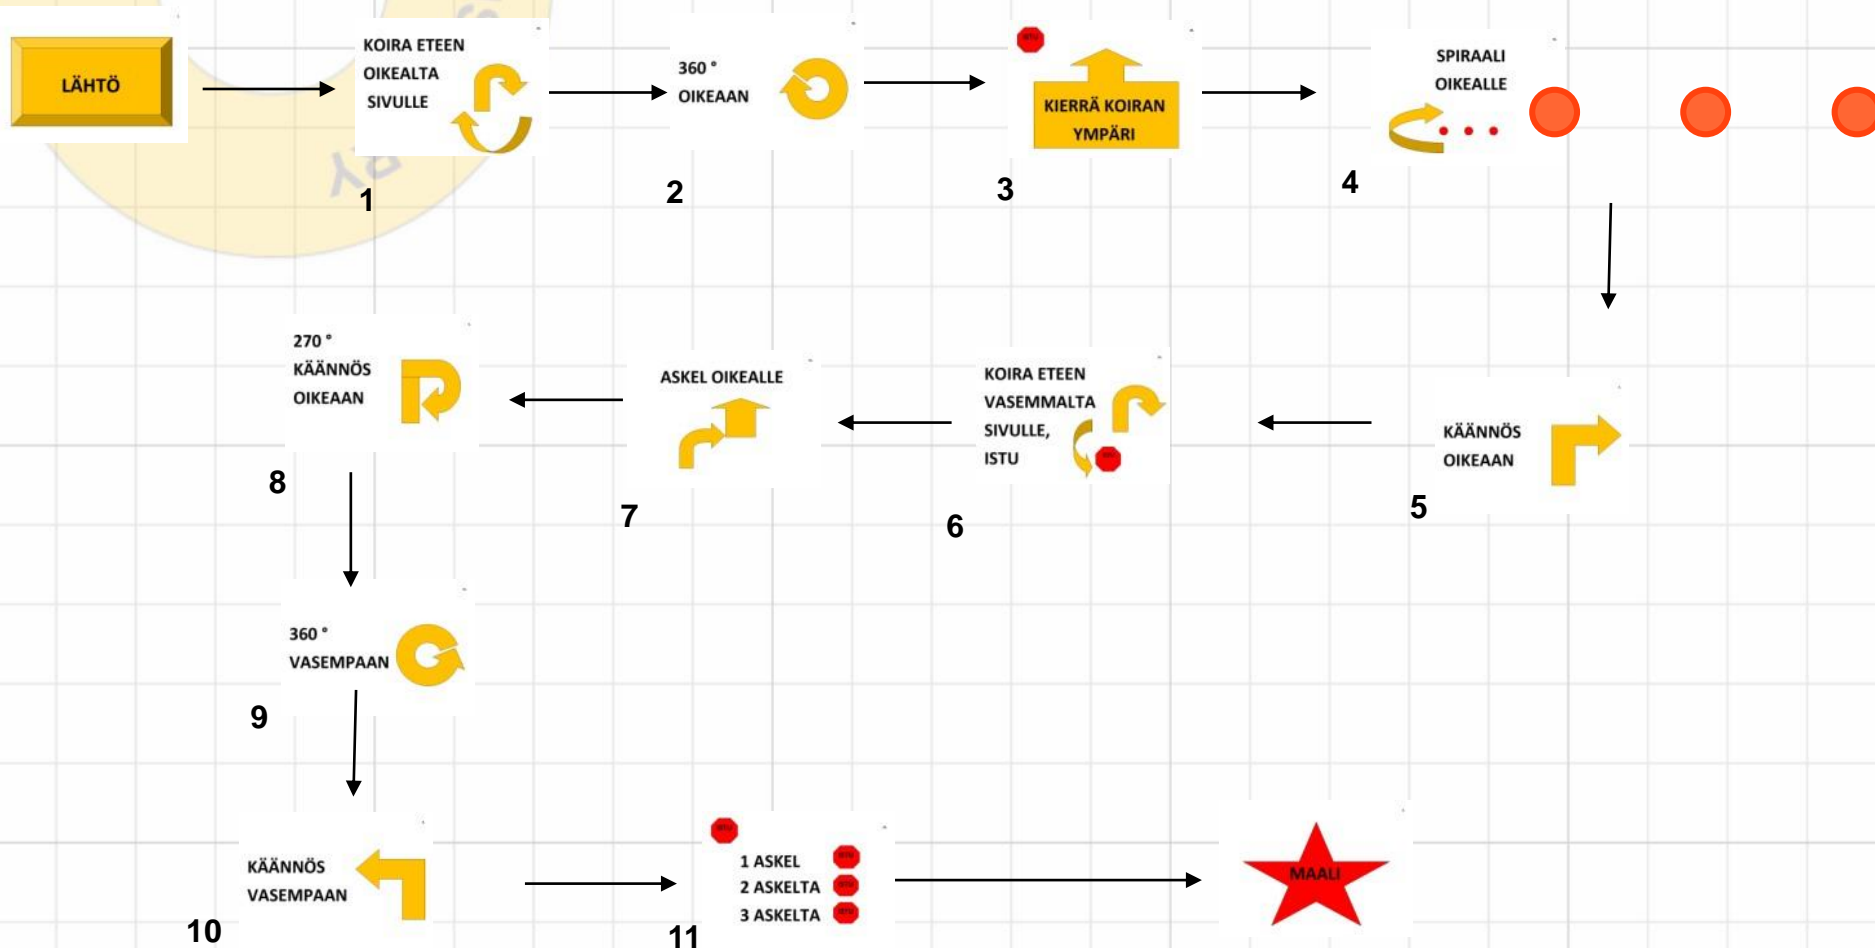 LÄHTÖ
KOIRA ETEEN
OIKEALTA
SIVULLE
1
360 °
OIKEAAN
2
KIERRÄ KOIRAN
YMPÄRI
3
SPIRAALI
OIKEALLE
4
KÄÄNNÖS
OIKEAAN
5
KOIRA ETEEN
VASEMMALTA
SIVULLE,
ISTU
6
ASKEL OIKEALLE
7
270 °
KÄÄNNÖS
OIKEAAN
8
360 °
VASEMPAAN
9
KÄÄNNÖS
VASEMPAAN
10
1 ASKEL
2 ASKELTA
3 ASKELTA
11
MAALI
RY